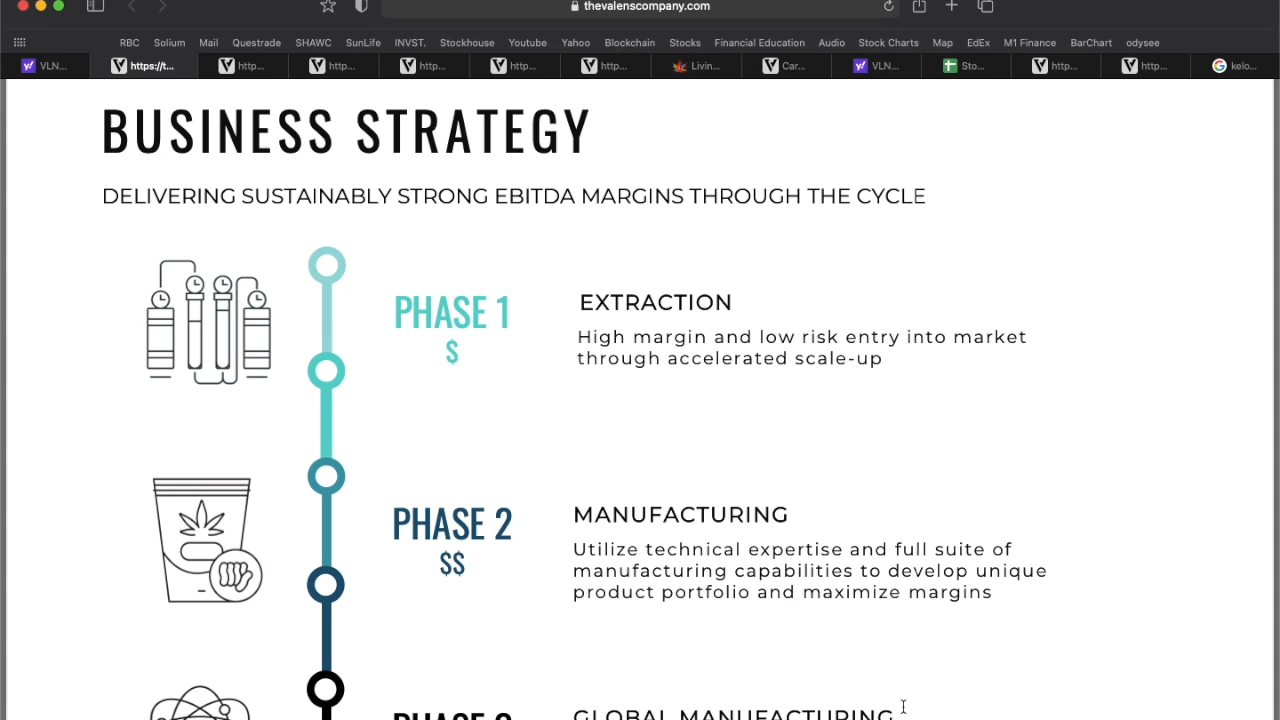 thevalenscompany.com
RBC Solium Mail Questrade SHAWC SunLife INVST. Stockhouse Youtube Yahoo Blockchain Stocks Financial Education Audio Stock Charts Map EdEx M1 Finance BarChart odysee
VLN... https://t... http... http... http... http... http... Livin... Car... VLN... Sto... http... http... kelo...
BUSINESS STRATEGY
DELIVERING SUSTAINABLY STRONG EBITDA MARGINS THROUGH THE CYCLE
PHASE 1
$
EXTRACTION
High margin and low risk entry into market
through accelerated scale-up
PHASE 2
$$
MANUFACTURING
Utilize technical expertise and full suite of
manufacturing capabilities to develop unique
product portfolio and maximize margins
PHASE 3
GLOBAL MANUFACTURING